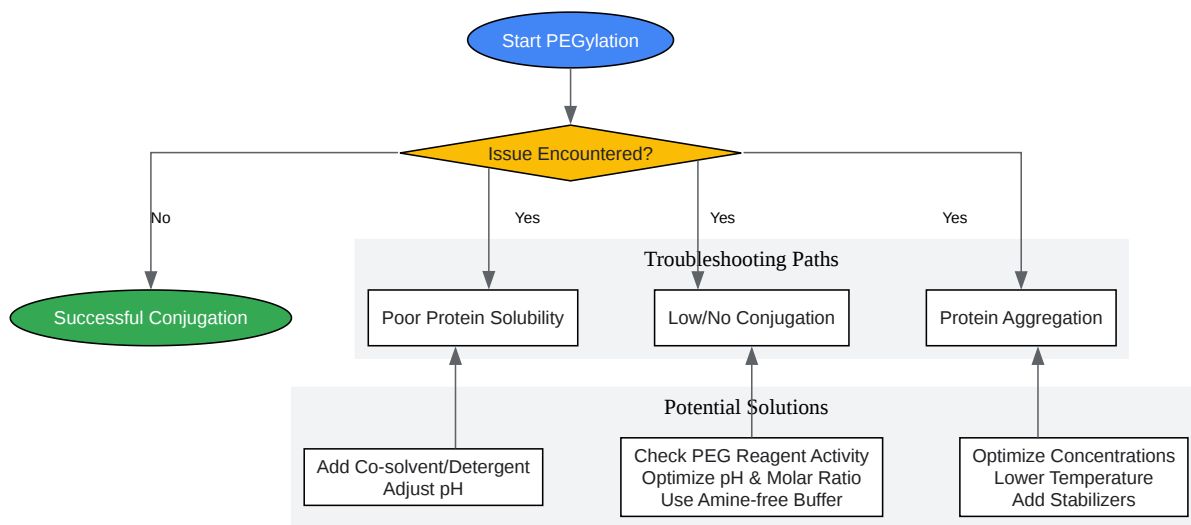 Start PEGylation
Issue Encountered?
No
Yes
Yes
Yes
Troubleshooting Paths
Successful Conjugation
Poor Protein Solubility
Low/No Conjugation
Protein Aggregation
Potential Solutions
Add Co-solvent/Detergent
Adjust pH
Check PEG Reagent Activity
Optimize pH & Molar Ratio
Use Amine-free Buffer
Optimize Concentrations
Lower Temperature
Add Stabilizers